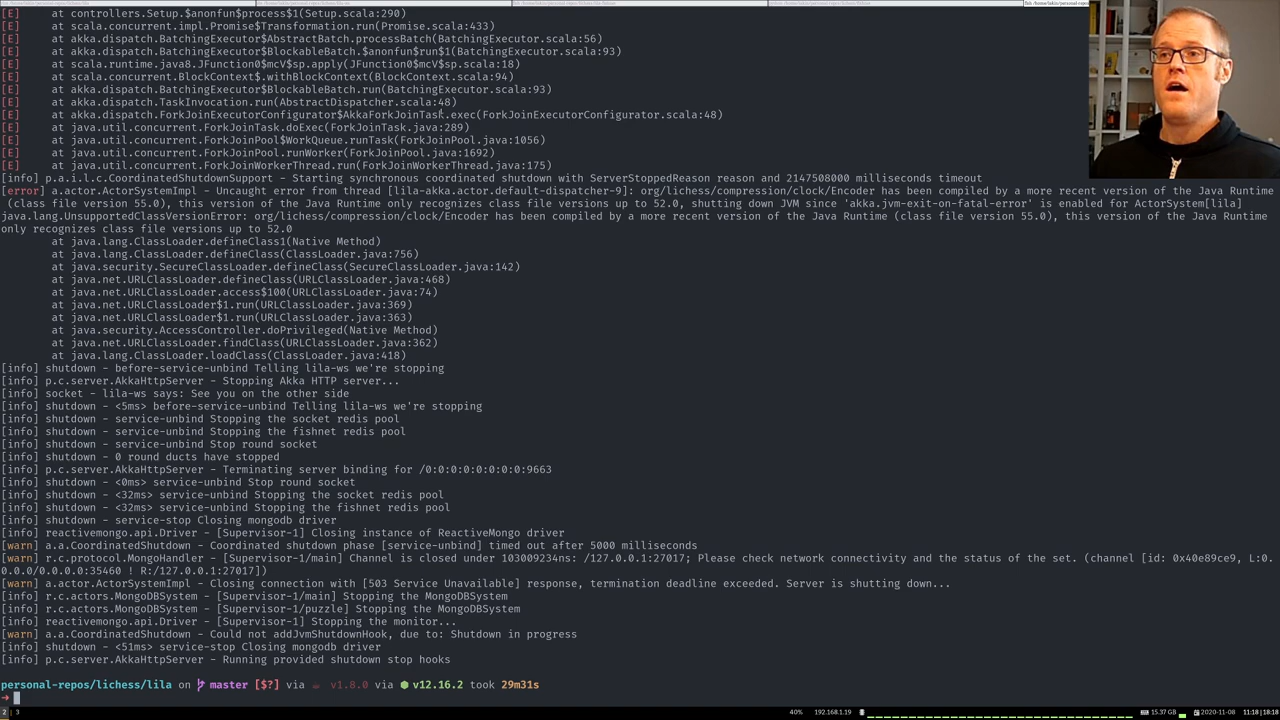 [E]      at controllers.Setup.$anonfun$process$1(Setup.scala:290)
[E]      at scala.concurrent.impl.Promise$Transformation.run(Promise.scala:433)
[E]      at akka.dispatch.BatchingExecutor$AbstractBatch.processBatch(BatchingExecutor.scala:56)
[E]      at akka.dispatch.BatchingExecutor$BlockableBatch.$anonfun$run$1(BatchingExecutor.scala:93)
[E]      at scala.runtime.java8.JFunction0$mcV$sp.apply(JFunction0$mcV$sp.scala:18)
[E]      at scala.concurrent.BlockContext$.withBlockContext(BlockContext.scala:94)
[E]      at akka.dispatch.BatchingExecutor$BlockableBatch.run(BatchingExecutor.scala:93)
[E]      at akka.dispatch.TaskInvocation.run(AbstractDispatcher.scala:48)
[E]      at akka.dispatch.ForkJoinExecutorConfigurator$AkkaForkJoinTask.exec(ForkJoinExecutorConfigurator.scala:48)
[E]      at java.util.concurrent.ForkJoinTask.doExec(ForkJoinTask.java:289)
[E]      at java.util.concurrent.ForkJoinPool$WorkQueue.runTask(ForkJoinPool.java:1056)
[E]      at java.util.concurrent.ForkJoinPool.runWorker(ForkJoinPool.java:1692)
[E]      at java.util.concurrent.ForkJoinWorkerThread.run(ForkJoinWorkerThread.java:175)
[info] p.a.i.l.c.CoordinatedShutdownSupport - Starting synchronous coordinated shutdown with ServerStoppedReason reason and 2147508000 milliseconds timeout
[error] a.actor.ActorSystemImpl - Uncaught error from thread [lila-akka.actor.default-dispatcher-9]: org/lichess/compression/clock/Encoder has been compiled by a more recent version of the Java Runtime
(class file version 55.0), this version of the Java Runtime only recognizes class file versions up to 52.0, shutting down JVM since 'akka.jvm-exit-on-fatal-error' is enabled for ActorSystem[lila]
java.lang.UnsupportedClassVersionError: org/lichess/compression/clock/Encoder has been compiled by a more recent version of the Java Runtime (class file version 55.0), this version of the Java Runtime
only recognizes class file versions up to 52.0
at java.lang.ClassLoader.defineClass1(Native Method)
at java.lang.ClassLoader.defineClass(ClassLoader.java:756)
at java.security.SecureClassLoader.defineClass(SecureClassLoader.java:142)
at java.net.URLClassLoader.defineClass(URLClassLoader.java:468)
at java.net.URLClassLoader.access$100(URLClassLoader.java:74)
at java.net.URLClassLoader$1.run(URLClassLoader.java:369)
at java.net.URLClassLoader$1.run(URLClassLoader.java:363)
at java.security.AccessController.doPrivileged(Native Method)
at java.net.URLClassLoader.findClass(URLClassLoader.java:362)
at java.lang.ClassLoader.loadClass(ClassLoader.java:418)
[info] shutdown - before-service-unbind Telling lila-ws we're stopping
[info] p.c.server.AkkaHttpServer - Stopping Akka HTTP server...
[info] socket - lila-ws says: See you on the other side
[info] shutdown - <5ms> before-service-unbind Telling lila-ws we're stopping
[info] shutdown - service-unbind Stopping the socket redis pool
[info] shutdown - service-unbind Stopping the fishnet redis pool
[info] shutdown - service-unbind Stop round socket
[info] shutdown - 0 round ducts have stopped
[info] p.c.server.AkkaHttpServer - Terminating server binding for /0:0:0:0:0:0:0:0:9663
[info] shutdown - <0ms> service-unbind Stop round socket
[info] shutdown - <32ms> service-unbind Stopping the socket redis pool
[info] shutdown - <32ms> service-unbind Stopping the fishnet redis pool
[info] shutdown - service-stop Closing mongodb driver
[info] reactivemongo.api.Driver - [Supervisor-1] Closing instance of ReactiveMongo driver
[warn] a.a.CoordinatedShutdown - Coordinated shutdown phase [service-unbind] timed out after 5000 milliseconds
[warn] r.c.protocol.MongoHandler - [Supervisor-1/main] Channel is closed under 103009234ns: /127.0.0.1:27017; Please check network connectivity and the status of the set. (channel [id: 0x40e89ce9, L:0.
0.0.0/0.0.0.0:35460 ! R:/127.0.0.1:27017])
[warn] a.actor.ActorSystemImpl - Closing connection with [503 Service Unavailable] response, termination deadline exceeded. Server is shutting down...
[info] r.c.actors.MongoDBSystem - [Supervisor-1/main] Stopping the MongoDBSystem
[info] r.c.actors.MongoDBSystem - [Supervisor-1/puzzle] Stopping the MongoDBSystem
[info] reactivemongo.api.Driver - [Supervisor-1] Stopping the monitor...
[warn] a.a.CoordinatedShutdown - Could not addJvmShutdownHook, due to: Shutdown in progress
[info] shutdown - <51ms> service-stop Closing mongodb driver
[info] p.c.server.AkkaHttpServer - Running provided shutdown stop hooks
personal-repos/lichess/lila on master [$?] via v1.8.0 via v12.16.2 took 29m31s
➜
2 3 40% 192.168.1.19 15.37 GB 2020-11-08 11:18|18:18